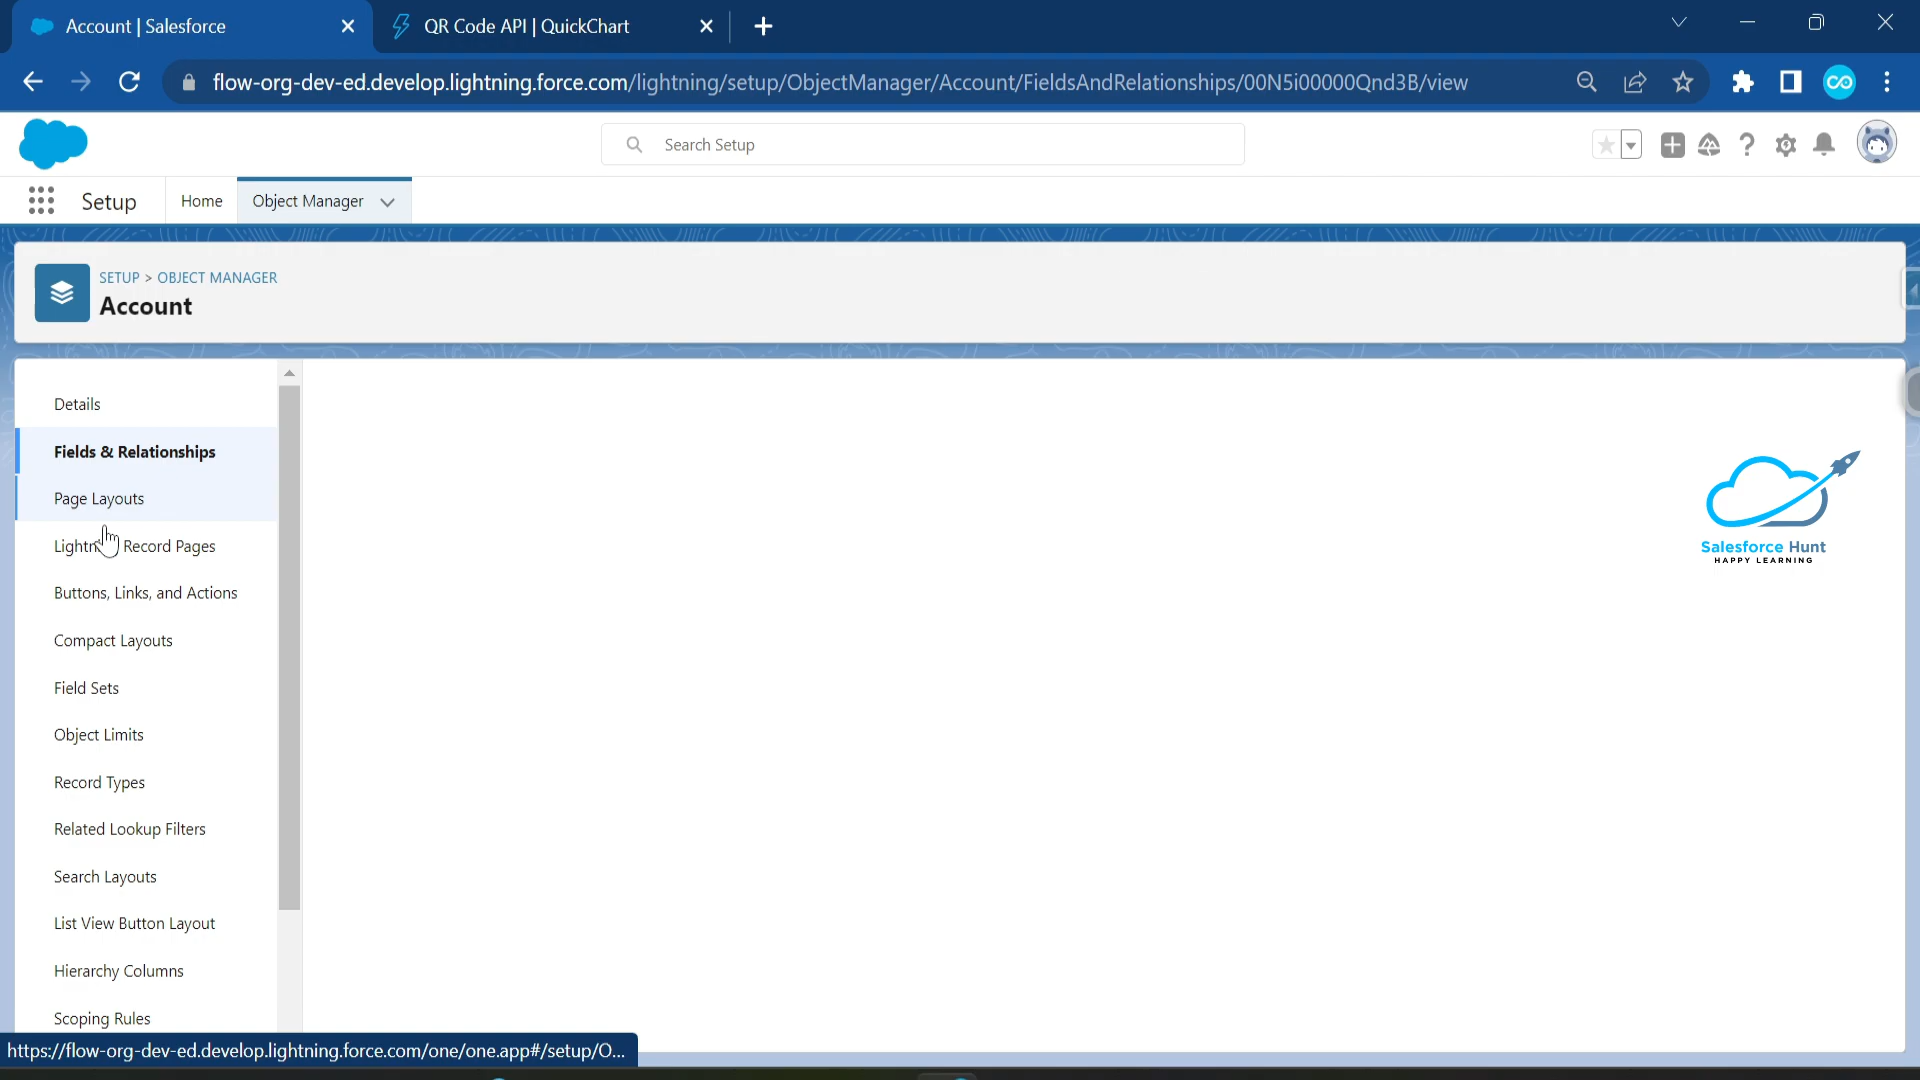 Account | Salesforce
QR Code API | QuickChart
flow-org-dev-ed.develop.lightning.force.com/lightning/setup/ObjectManager/Account/FieldsAndRelationships/00N5i00000Qnd3B/view
Search Setup
Setup
Home
Object Manager
SETUP > OBJECT MANAGER
Account
Details
Fields & Relationships
Page Layouts
Record Pages
Buttons, Links, and Actions
Compact Layouts
Field Sets
Object Limits
Record Types
Related Lookup Filters
Search Layouts
List View Button Layout
Hierarchy Columns
Scoping Rules
Salesforce Hunt
HAPPY LEARNING
https://flow-org-dev-ed.develop.lightning.force.com/one/one.app#/setup/O...